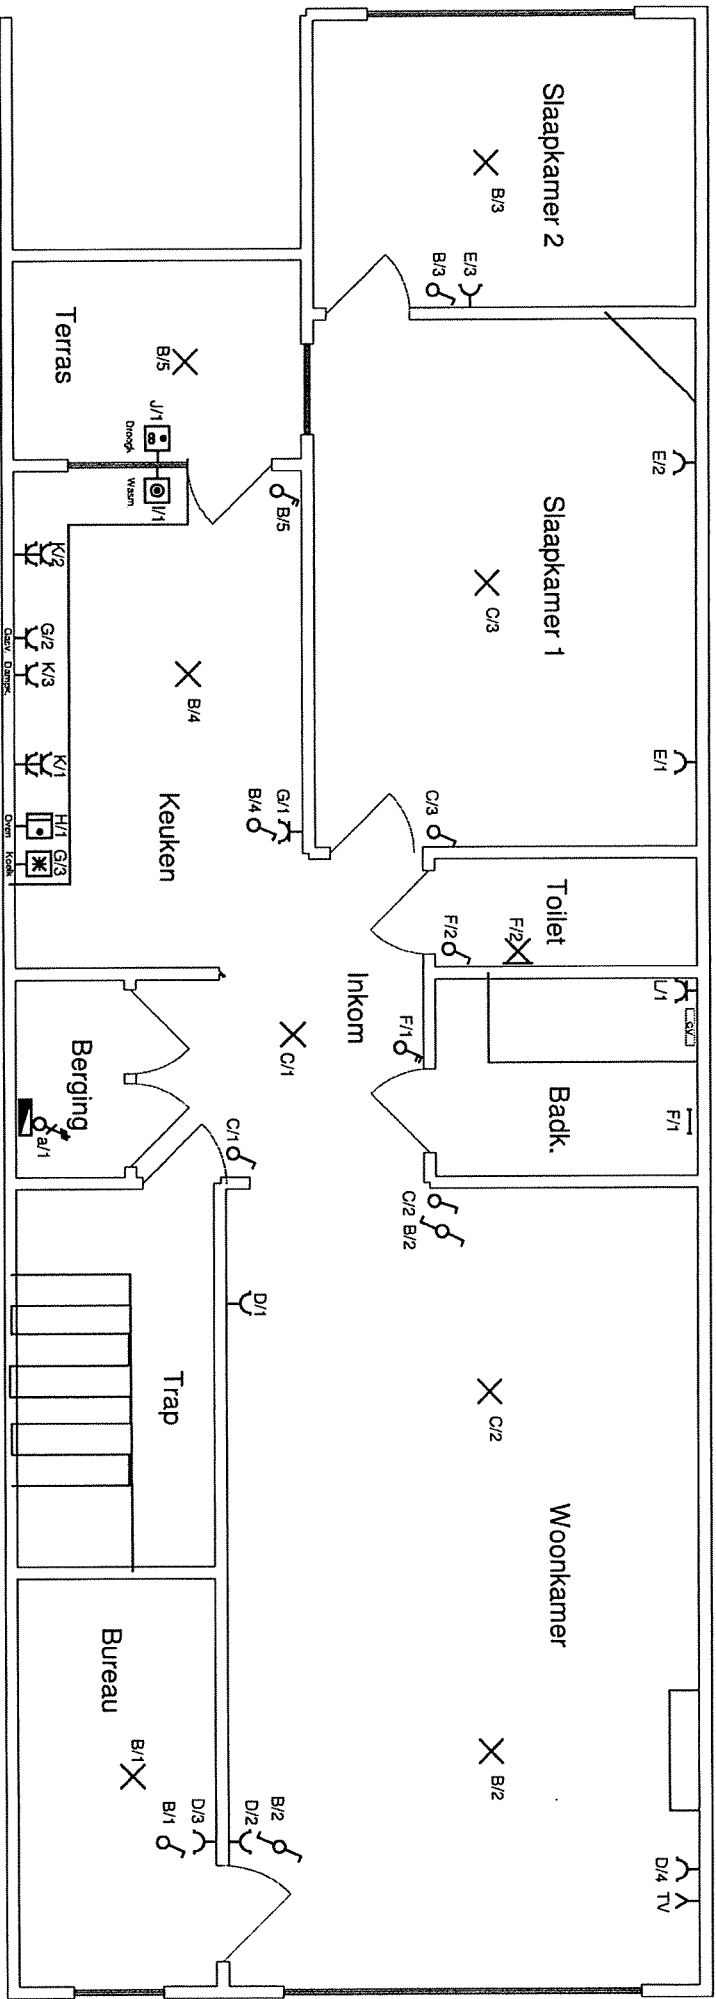 Slaapkamer 2
B/3
E/3
B/3
Terras
B/5
J/1
Droogk
Wasm
I/1
B/5
E/2
Slaapkamer 1
C/3
E/1
C/3
K/2
G/2
K/3
Dampk.
K/1
H/1
Oven
G/3
Kook
B/4
Keuken
G/1
B/4
Toilet
F/2
F/2
Inkom
F/1
C/1
C/1
L/1
CV
Badk.
F/1
Berging
a/1
C/2 B/2
D/1
Trap
C/2
Woonkamer
B/2
Bureau
B/1
B/1
D/3
D/2
B/2
D/4 TV